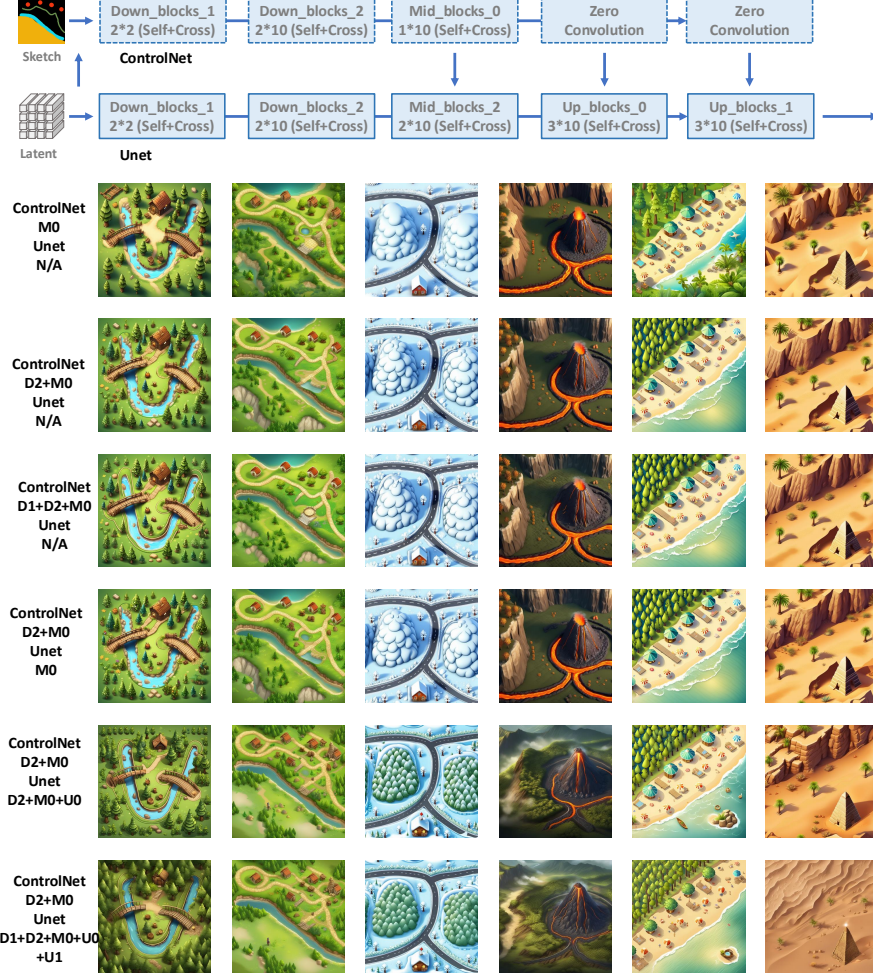 Down_blocks_1
2*2 (Self+Cross)
Down_blocks_2
2*10 (Self+Cross)
Mid_blocks_0
1*10 (Self+Cross)
Zero
Convolution
Zero
Convolution
Sketch
ControlNet
Down_blocks_1
2*2 (Self+Cross)
Down_blocks_2
2*10 (Self+Cross)
Mid_blocks_2
2*10 (Self+Cross)
Up_blocks_0
3*10 (Self+Cross)
Up_blocks_1
3*10 (Self+Cross)
Latent
Unet
ControlNet
M0
Unet
N/A
ControlNet
D2+M0
Unet
N/A
ControlNet
D1+D2+M0
Unet
N/A
ControlNet
D2+M0
Unet
M0
ControlNet
D2+M0
Unet
D2+M0+U0
ControlNet
D2+M0
Unet
D1+D2+M0+U0
+U1